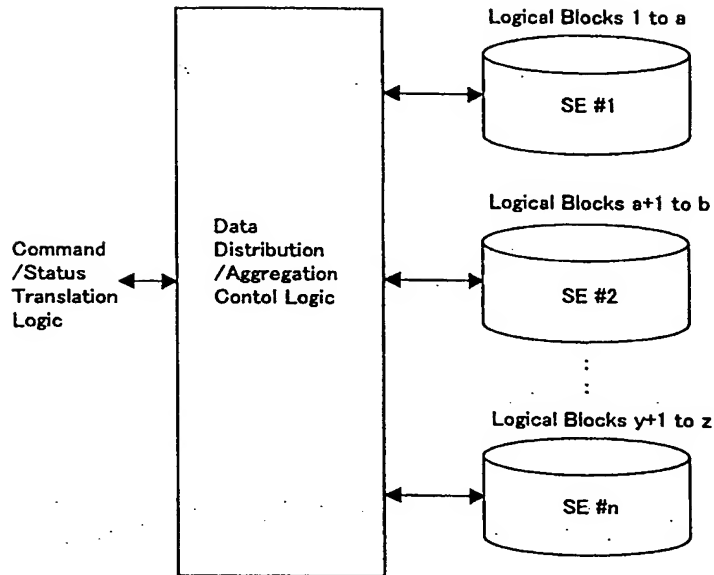 Logical Blocks 1 to a
SE #1
Logical Blocks a+1 to b
SE #2
Logical Blocks y+1 to z
SE #n
Data
Distribution
/Aggregation
Contol Logic
Command
/Status
Translation
Logic